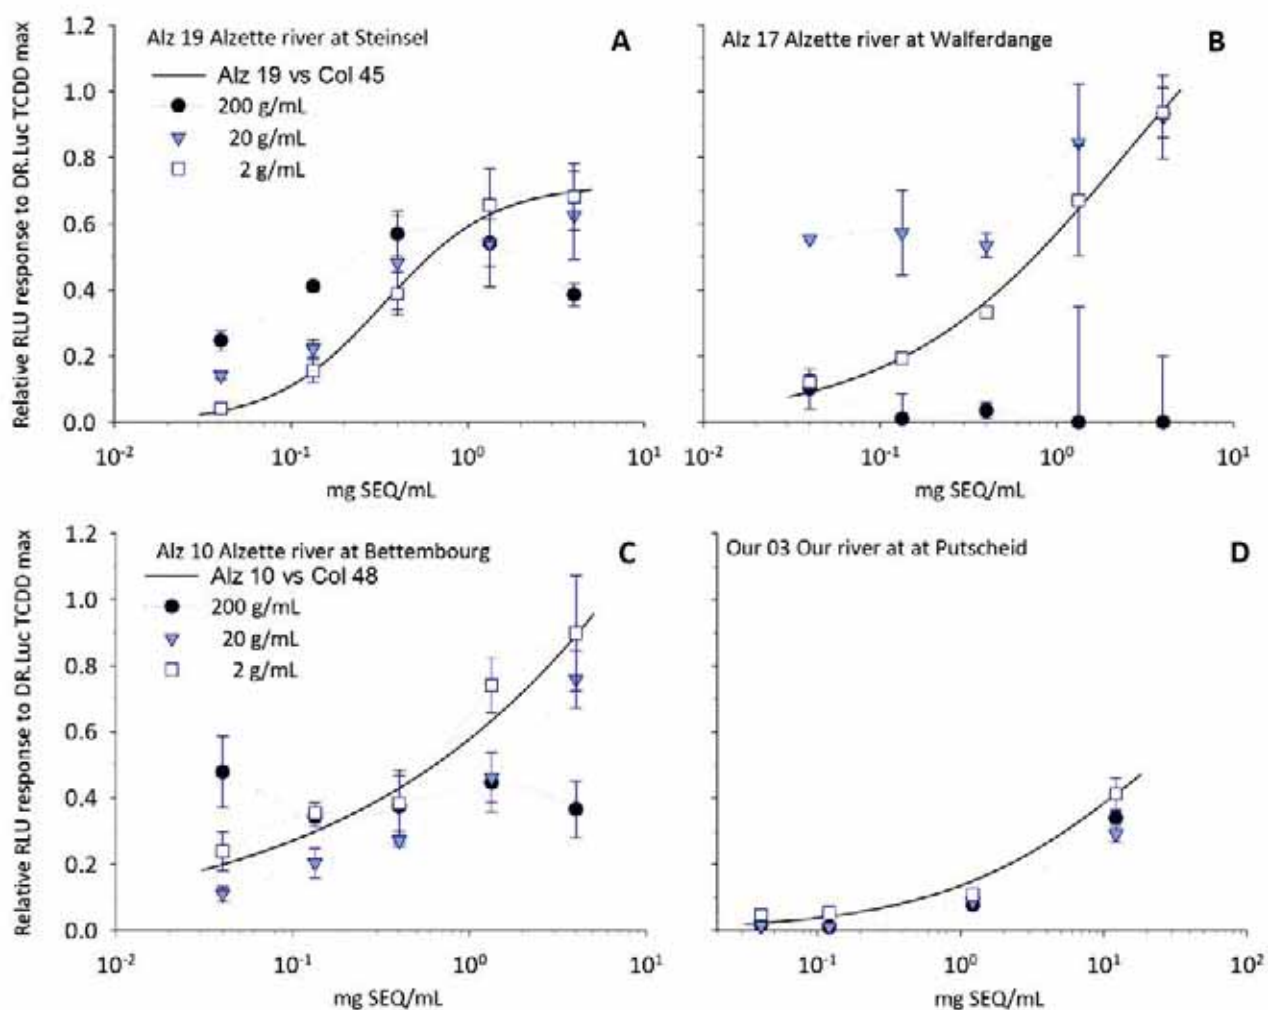 Relative RLU response to DR.Luc TCDD max
1.2
1.0
0.8
0.6
0.4
0.2
0.0
Alz 19 Alzette river at Steinsel
A
Alz 19 vs Col 45
200 g/mL
20 g/mL
2 g/mL
10-2
10-1
100
101
mg SEQ/mL
Alz 17 Alzette river at Walferdange
B
10-2
10-1
100
101
mg SEQ/mL
Relative RLU response to DR.Luc TCDD max
1.2
1.0
0.8
0.6
0.4
0.2
0.0
Alz 10 Alzette river at Bettembourg
C
Alz 10 vs Col 48
200 g/mL
20 g/mL
2 g/mL
10-2
10-1
100
101
mg SEQ/mL
Our 03 Our river at at Putscheid
D
10-1
100
101
102
mg SEQ/mL